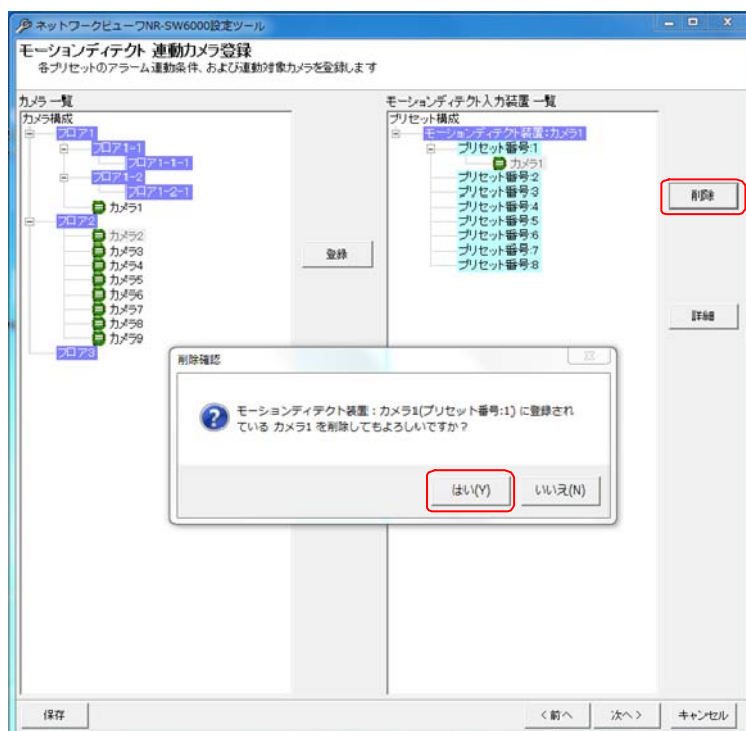 ネットワークビューワNR-SW6000設定ツール
モーションディテクト 連動カメラ登録
各プリセットのアラーム連動条件、および連動対象カメラを登録します
カメラ一覧
カメラ構成
フロア1
フロア1-1
フロア1-1-1
フロア1-2
フロア1-2-1
カメラ1
フロア2
カメラ2
カメラ3
カメラ4
カメラ5
カメラ6
カメラ7
カメラ8
カメラ9
フロア3
登録
モーションディテクト入力装置一覧
プリセット構成
モーションディテクト装置:カメラ1
プリセット番号:1
カメラ1
プリセット番号:2
プリセット番号:3
プリセット番号:4
プリセット番号:5
プリセット番号:6
プリセット番号:7
プリセット番号:8
削除
詳細
削除確認
モーションディテクト装置：カメラ1(プリセット番号:1) に登録され
ている カメラ1 を削除してもよろしいですか？
はい(Y)
いいえ(N)
保存
<前へ
次へ>
キャンセル